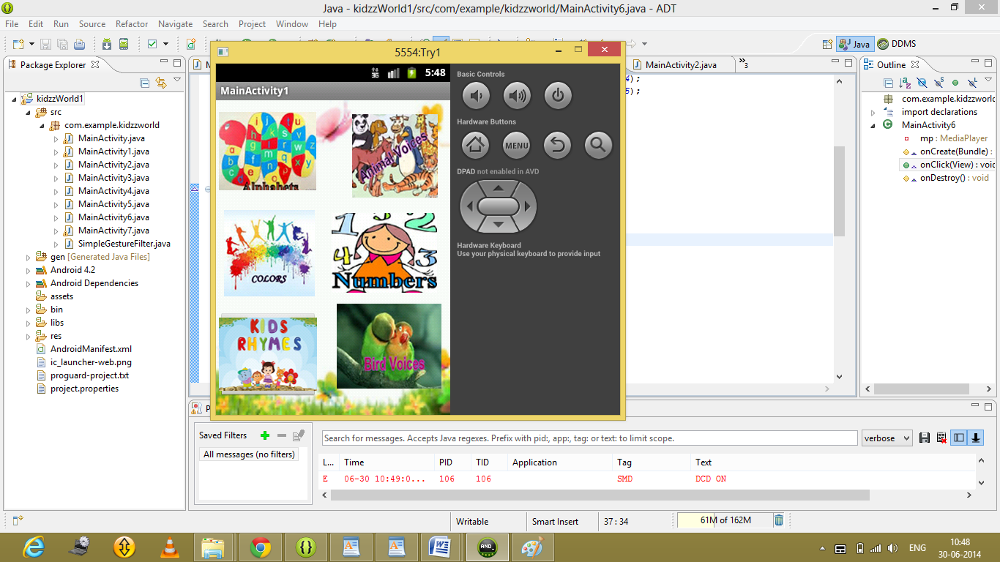 Java - kidzzWorld1/src/com/example/kidzzworld/MainActivity6.java - ADT
File Edit Run Source Refactor Navigate Search Project Window Help
Java DDMS
Package Explorer
kidzzWorld1
src
com.example.kidzzworld
MainActivity.java
MainActivity1.java
MainActivity2.java
MainActivity3.java
MainActivity4.java
MainActivity5.java
MainActivity6.java
MainActivity7.java
SimpleGestureFilter.java
gen [Generated Java Files]
Android 4.2
Android Dependencies
assets
bin
libs
res
AndroidManifest.xml
ic_launcher-web.png
proguard-project.txt
project.properties
5554:Try1
3G 5:48
MainActivity1
Alphabets
Animal Voices
COLORS
1 2
4 3
Numbers
KIDS
RHYMES
Bird Voices
Basic Controls
Hardware Buttons
MENU
DPAD not enabled in AVD
Hardware Keyboard
Use your physical keyboard to provide input
MainActivity2.java
3
);
5);
Outline
com.example.kidzzworld
import declarations
MainActivity6
mp : MediaPlayer
onCreate(Bundle) :
onClick(View) : voic
onDestroy() : void
Saved Filters
All messages (no filters)
Search for messages. Accepts Java regexes. Prefix with pid:, app:, tag: or text: to limit scope.
verbose
L... Time PID TID Application Tag Text
E 06-30 10:49:0... 106 106 SMD DCD ON
Writable Smart Insert 37 : 34 61M of 162M
ENG
10:48
30-06-2014